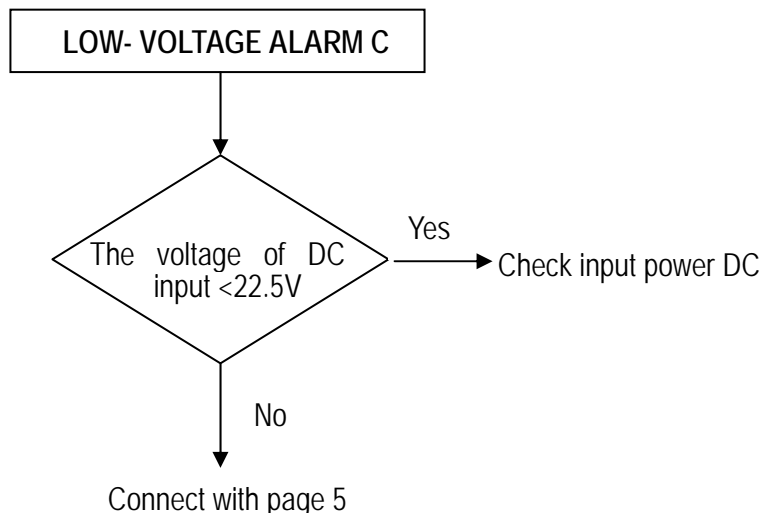 LOW- VOLTAGE ALARM C
The voltage of DC
input <22.5V
Yes
Check input power DC
No
Connect with page 5